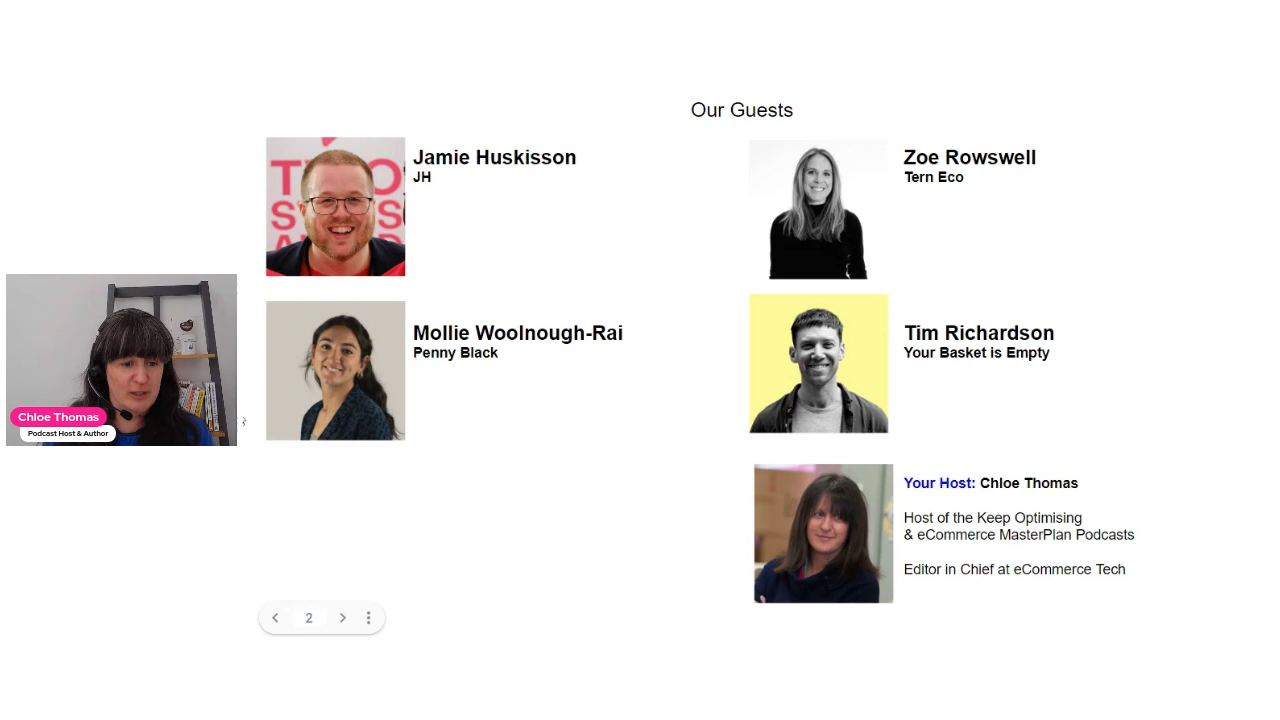 Our Guests
Jamie Huskisson
JH
Zoe Rowswell
Tern Eco
Mollie Woolnough-Rai
Penny Black
Tim Richardson
Your Basket is Empty
Chloe Thomas
Podcast Host & Author
Your Host: Chloe Thomas
Host of the Keep Optimising
& eCommerce MasterPlan Podcasts
Editor in Chief at eCommerce Tech
2